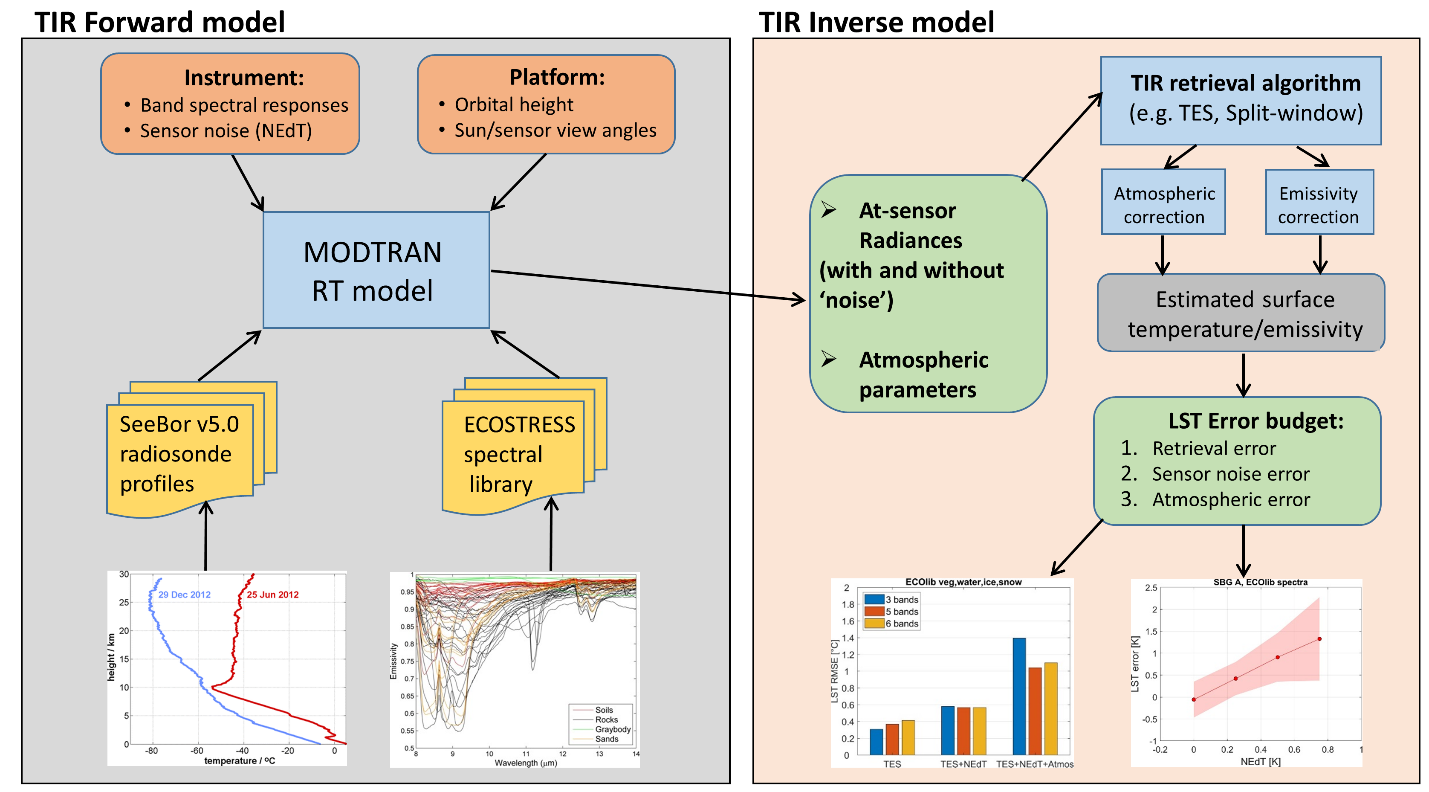 TIR Forward model
Instrument:
• Band spectral responses
• Sensor noise (NEdT)
Platform:
• Orbital height
• Sun/sensor view angles
MODTRAN
RT model
SeeBor v5.0
radiosonde
profiles
ECOSTRESS
spectral
library
30
25
20
15
10
5
0
height / km
29 Dec 2012
25 Jun 2012
-80
-60
-40
-20
0
temperature / ºC
1
0.95
0.9
0.85
0.8
0.75
0.7
0.65
0.6
0.55
0.5
Emissivity
Soils
Rocks
Graybody
Sands
8
9
10
11
12
13
14
Wavelength (μm)
TIR Inverse model
➢ At-sensor
Radiances
(with and without
‘noise’)
➢ Atmospheric
parameters
TIR retrieval algorithm
(e.g. TES, Split-window)
Atmospheric
correction
Emissivity
correction
Estimated surface
temperature/emissivity
LST Error budget:
1. Retrieval error
2. Sensor noise error
3. Atmospheric error
ECOlib veg,water,ice,snow
2
1.8
1.6
1.4
1.2
1
0.8
0.6
0.4
0.2
0
LST RMSE [°C]
3 bands
5 bands
6 bands
TES
TES+NEdT
TES+NEdT+Atmos
SBG A, ECOlib spectra
2.5
2
1.5
1
0.5
0
-0.5
-1
LST error [K]
-0.2
0
0.2
0.4
0.6
0.8
1
NEdT [K]